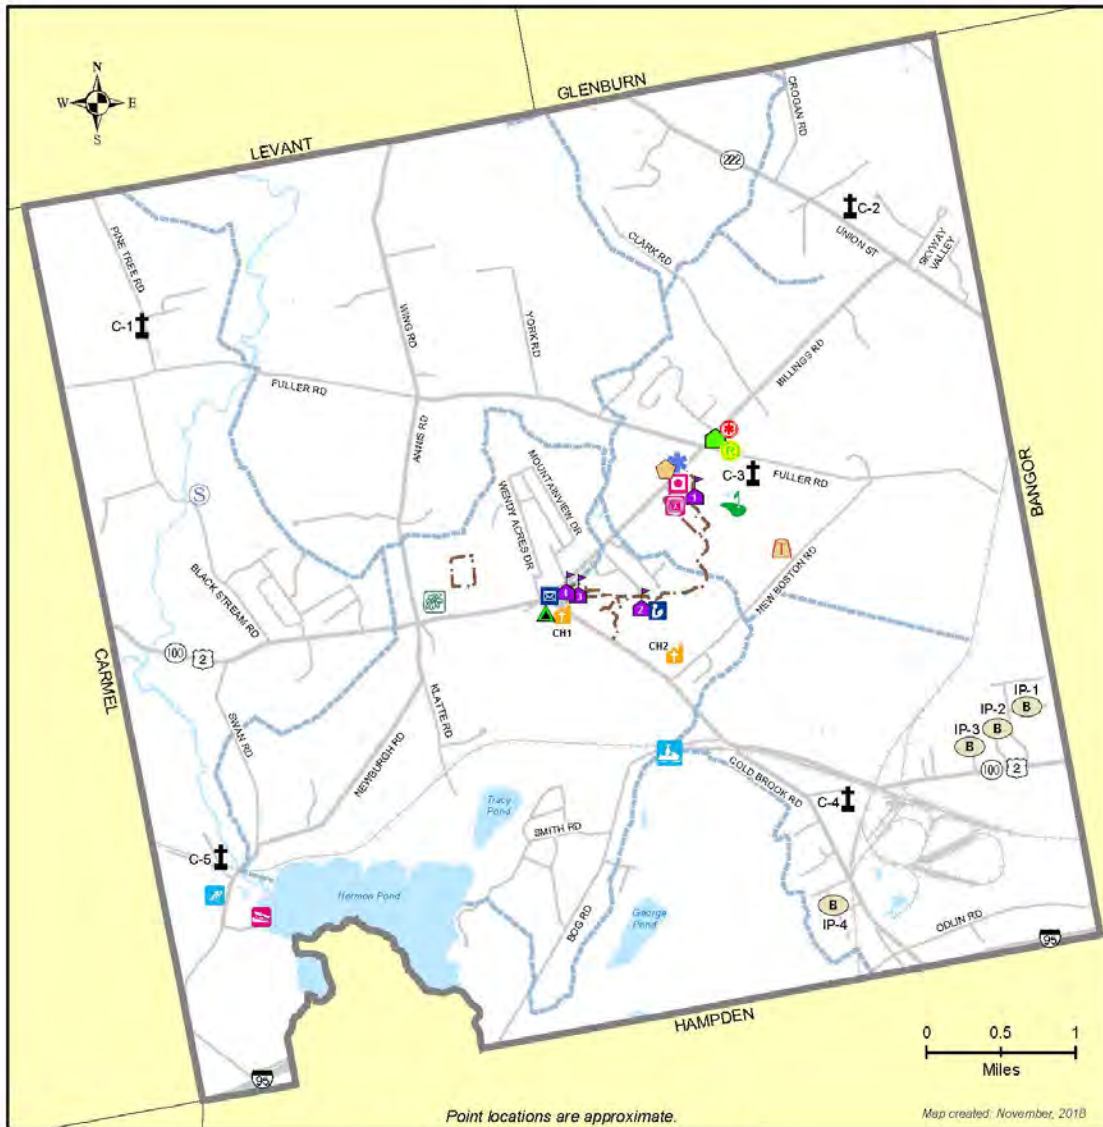 GLENBURN
LEVANT
N
W E
S
CROGAN RD
222
C-2
UNION ST
SKYWAY
VALLEY
PINE TREE RD
CLARK RD
C-1
WING RD
YORK RD
BILLINGS RD
FULLER RD
ANNIS RD
R
C-3
FULLER RD
MOUNTAINVIEW DR
WENDY ACRES DR
1
BANGOR
S
T
NEW BOSTON RD
BLACK STREAM RD
4
3
2
CH1
CH2
100
2
CARMEL
KLATTE RD
SWAN RD
NEWBURGH RD
IP-1
B
IP-2
B
IP-3
B
100
2
COLD BROOK RD
C-4
Tracy
Pond
SMITH RD
C-5
Hermon Pond
BOG RD
George
Pond
B
IP-4
ODLIN RD
95
HAMPDEN
0 0.5 1
Miles
95
Point locations are approximate.
Map created: November, 2018